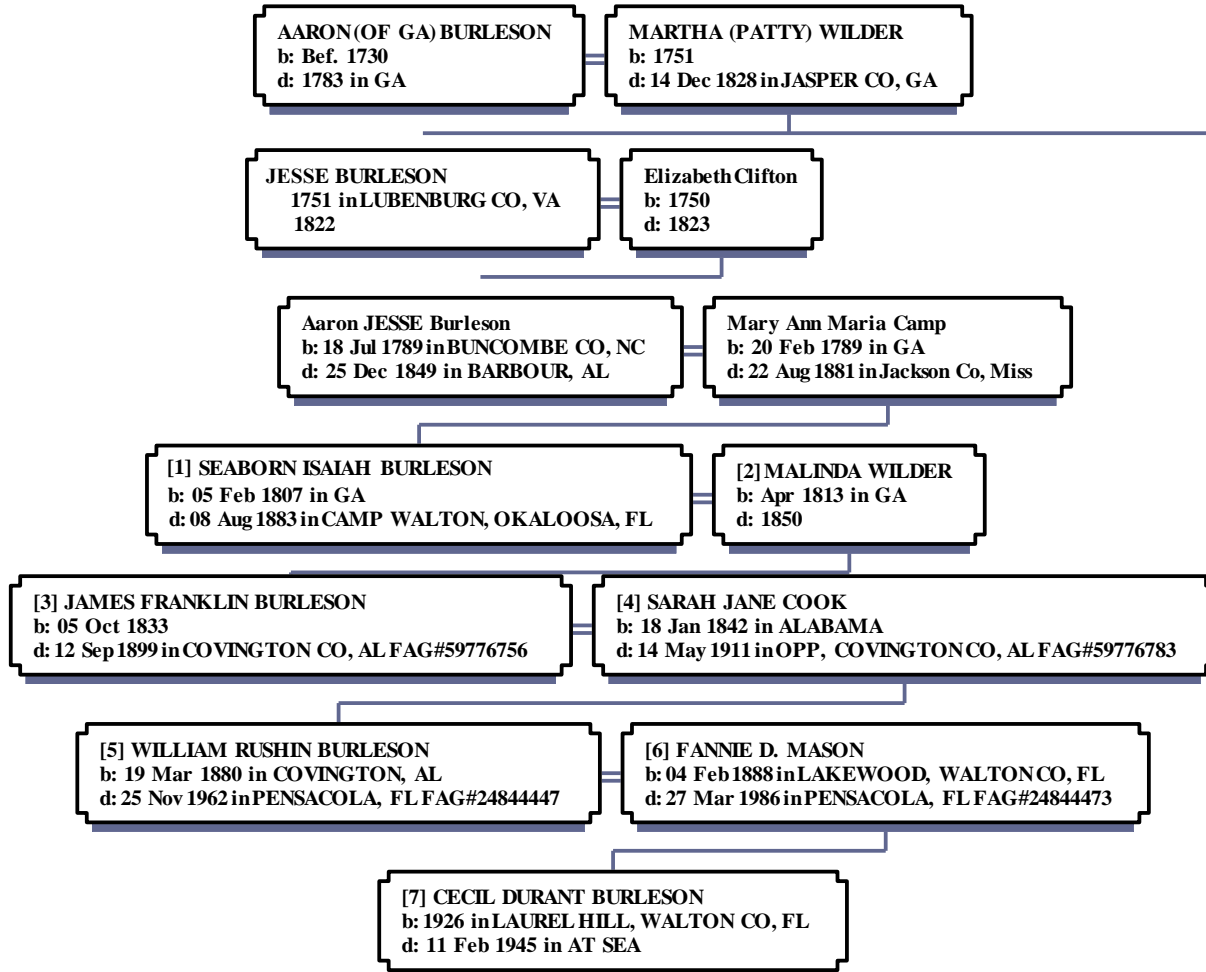 AARON (OF GA) BURLESON
b: Bef. 1730
d: 1783 in GA
MARTHA (PATTY) WILDER
b: 1751
d: 14 Dec 1828 in JASPER CO, GA
JESSE BURLESON
1751 in LUBENBURG CO, VA
1822
Elizabeth Clifton
b: 1750
d: 1823
Aaron JESSE Burleson
b: 18 Jul 1789 in BUNCOMBE CO, NC
d: 25 Dec 1849 in BARBOUR, AL
Mary Ann Maria Camp
b: 20 Feb 1789 in GA
d: 22 Aug 1881 in Jackson Co, Miss
[1] SEABORN ISAIAH BURLESON
b: 05 Feb 1807 in GA
d: 08 Aug 1883 in CAMP WALTON, OKALOOSA, FL
[2] MALINDA WILDER
b: Apr 1813 in GA
d: 1850
[3] JAMES FRANKLIN BURLESON
b: 05 Oct 1833
d: 12 Sep 1899 in COVINGTON CO, AL FAG#59776756
[4] SARAH JANE COOK
b: 18 Jan 1842 in ALABAMA
d: 14 May 1911 in OPP, COVINGTON CO, AL FAG#59776783
[5] WILLIAM RUSHIN BURLESON
b: 19 Mar 1880 in COVINGTON, AL
d: 25 Nov 1962 in PENSACOLA, FL FAG#24844447
[6] FANNIE D. MASON
b: 04 Feb 1888 in LAKEWOOD, WALTON CO, FL
d: 27 Mar 1986 in PENSACOLA, FL FAG#24844473
[7] CECIL DURANT BURLESON
b: 1926 in LAUREL HILL, WALTON CO, FL
d: 11 Feb 1945 in AT SEA